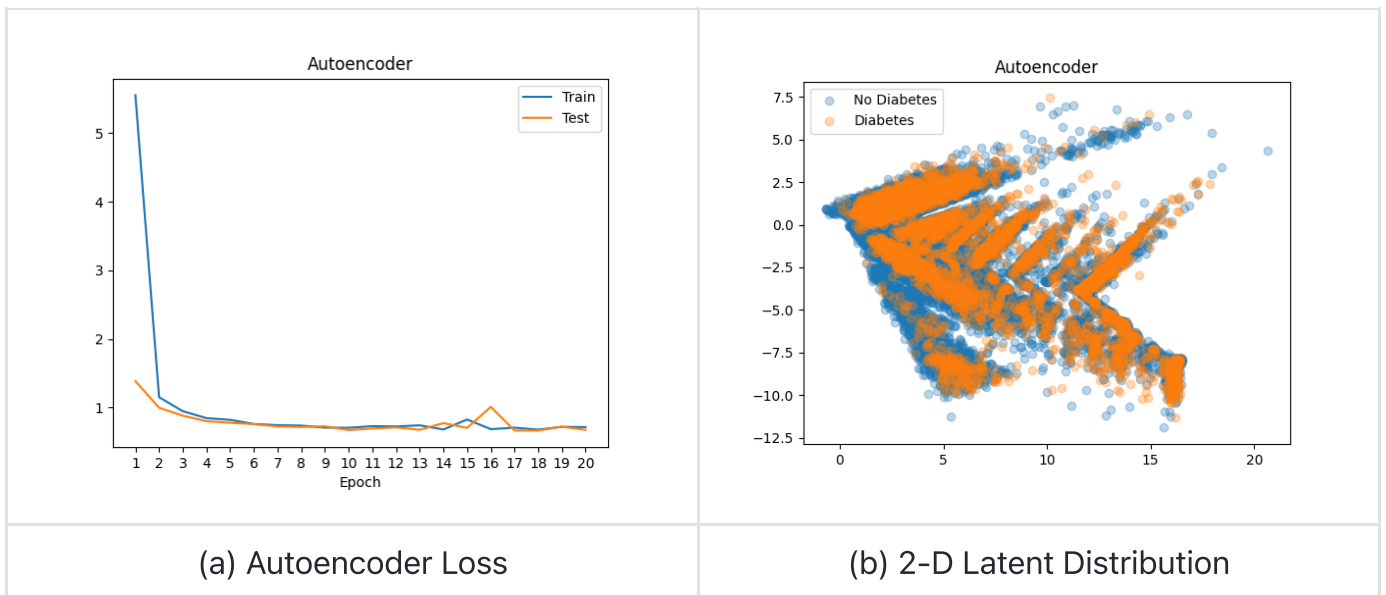 Autoencoder
Train
Test
5
4
3
2
1
1 2 3 4 5 6 7 8 9 10 11 12 13 14 15 16 17 18 19 20
Epoch
(a) Autoencoder Loss
Autoencoder
No Diabetes
Diabetes
7.5
5.0
2.5
0.0
−2.5
−5.0
−7.5
−10.0
−12.5
0 5 10 15 20
(b) 2-D Latent Distribution